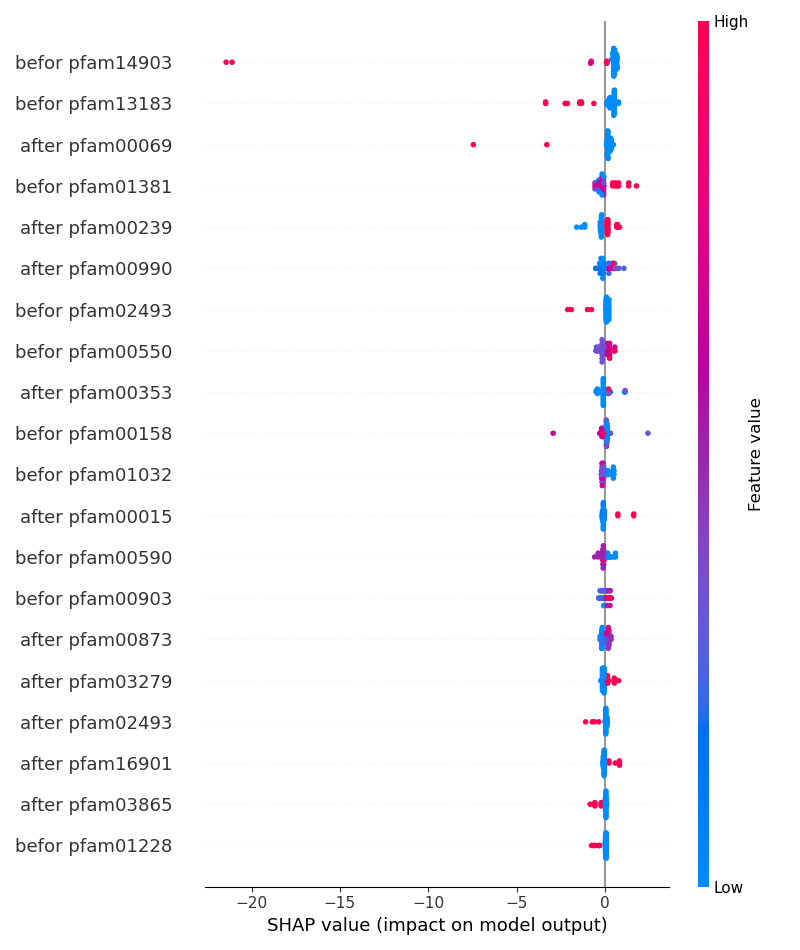 High
befor pfam14903
befor pfam13183
after pfam00069
befor pfam01381
after pfam00239
after pfam00990
befor pfam02493
befor pfam00550
after pfam00353
befor pfam00158
befor pfam01032
after pfam00015
befor pfam00590
befor pfam00903
after pfam00873
after pfam03279
after pfam02493
after pfam16901
after pfam03865
befor pfam01228
Feature value
Low
−20 −15 −10 −5 0
SHAP value (impact on model output)